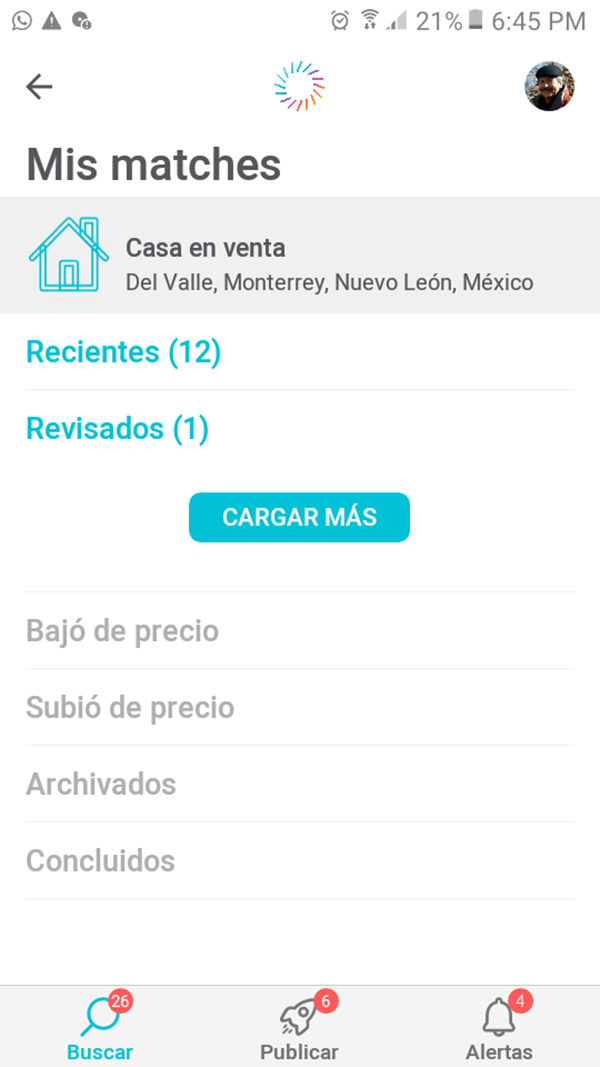 21% 6:45 PM
Mis matches
Casa en venta
Del Valle, Monterrey, Nuevo León, México
Recientes (12)
Revisados (1)
CARGAR MÁS
Bajó de precio
Subió de precio
Archivados
Concluidos
26 6 4
Buscar Publicar Alertas